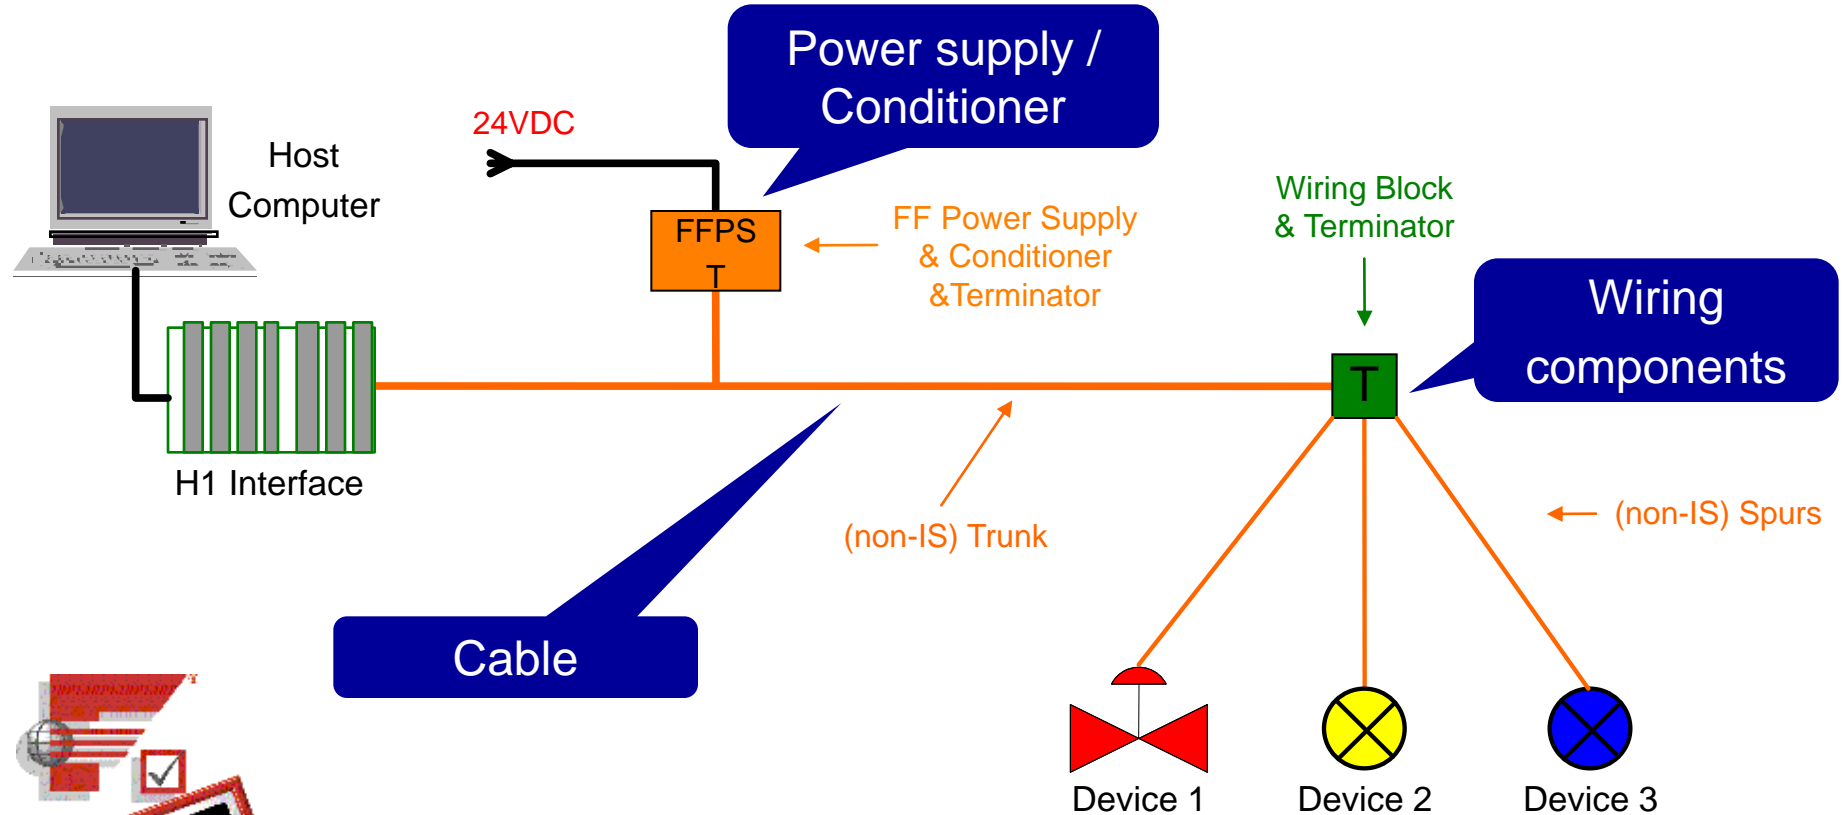 Power supply /
Conditioner
24VDC
Host
Computer
FFPS
T
FF Power Supply
& Conditioner
&Terminator
Wiring Block
& Terminator
Wiring
components
T
H1 Interface
(non-IS) Trunk
(non-IS) Spurs
Cable
Device 1
Device 2
Device 3